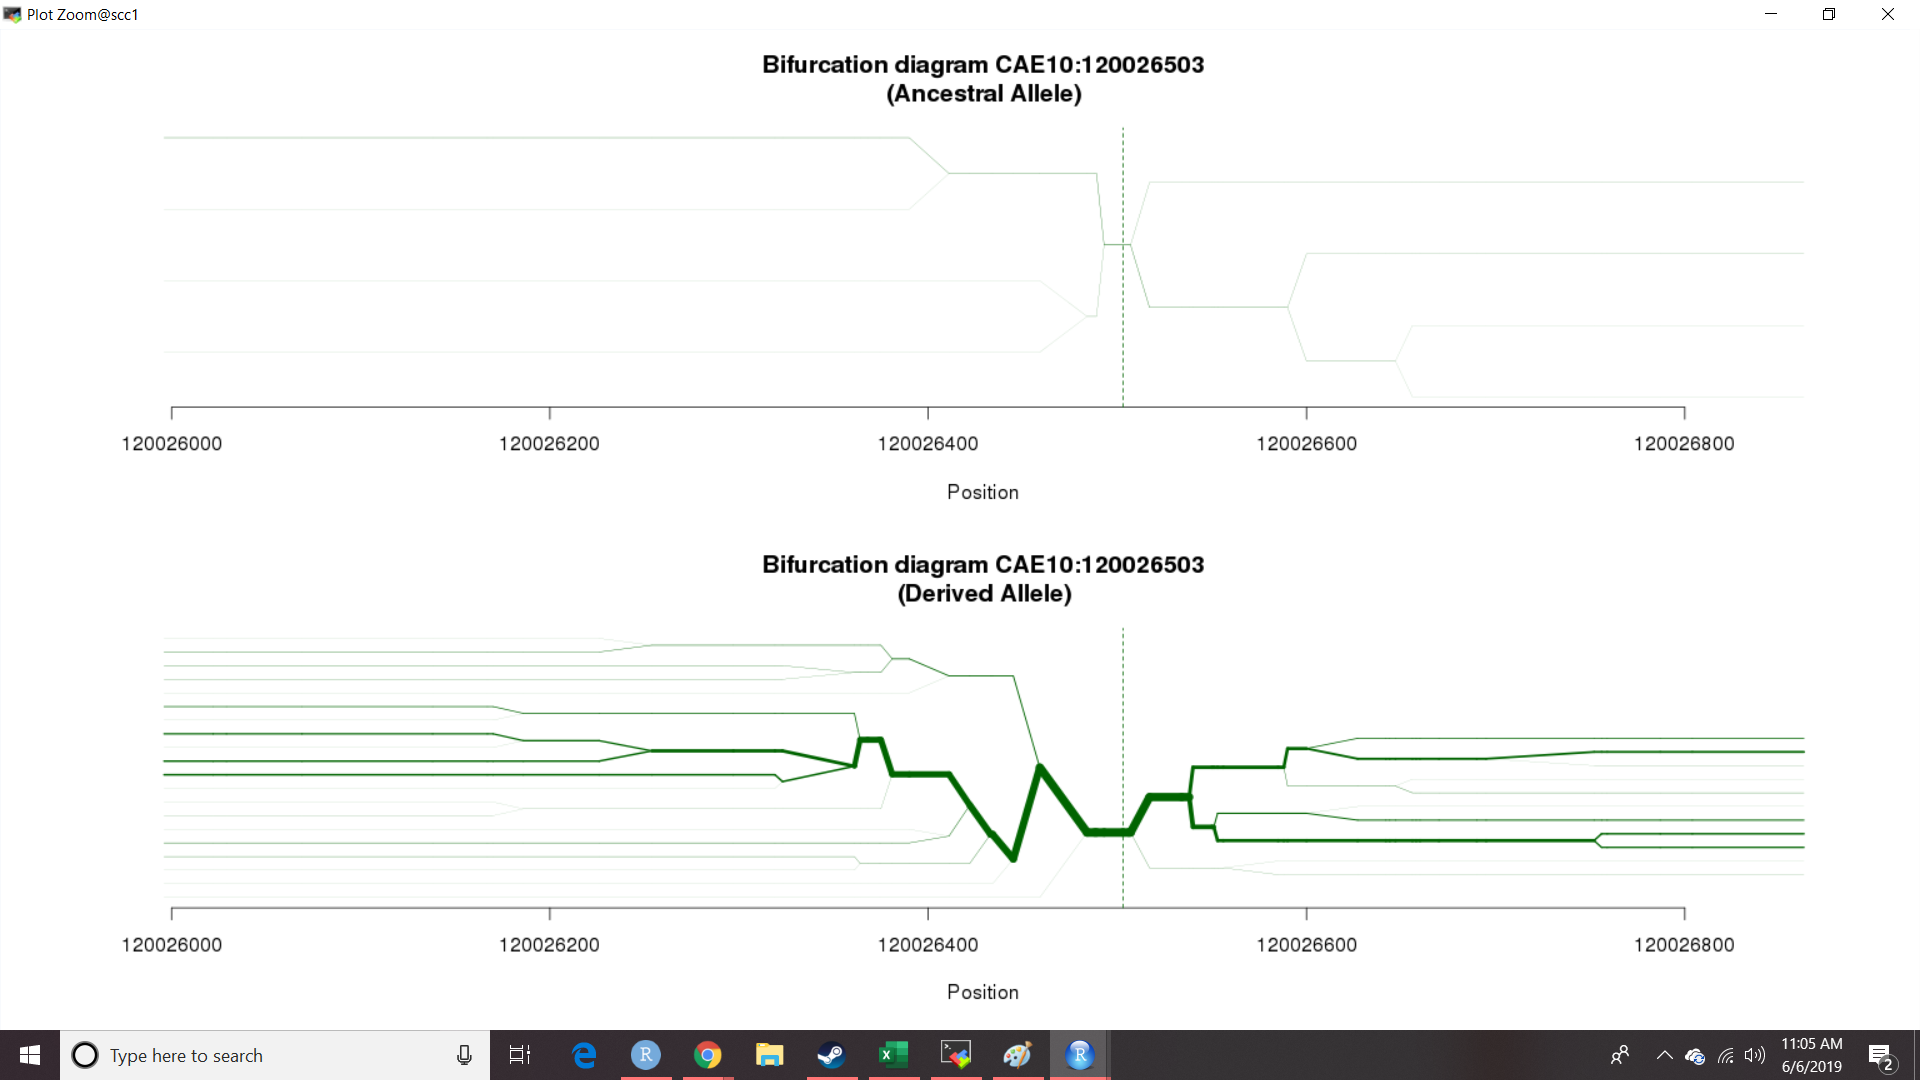 Plot Zoom@scc1
Bifurcation diagram CAE10:120026503
(Ancestral Allele)
120026000 120026200 120026400 120026600 120026800
Position
Bifurcation diagram CAE10:120026503
(Derived Allele)
120026000 120026200 120026400 120026600 120026800
Position
Type here to search
R
R
11:05 AM
6/6/2019
2